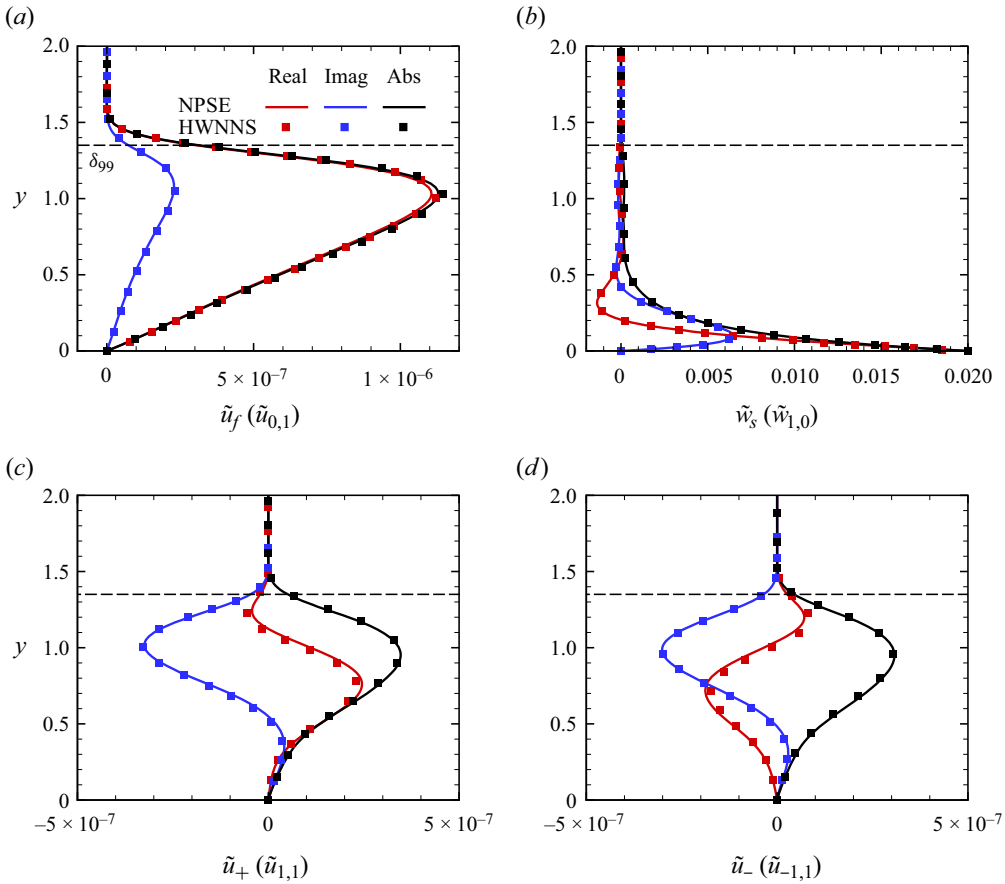 (a)
(b)
2.0
1.5
1.0
0.5
0
y
Real Imag Abs
NPSE
HWNNS
δ99
0 5 × 10−7 1 × 10−6
ũf (ũ0,1)
2.0
1.5
1.0
0.5
0
0 0.005 0.010 0.015 0.020
w̃s (w̃1,0)
(c)
(d)
2.0
1.5
1.0
0.5
0
y
−5 × 10−7 0 5 × 10−7
ũ+ (ũ1,1)
2.0
1.5
1.0
0.5
0
−5 × 10−7 0 5 × 10−7
ũ− (ũ−1,1)